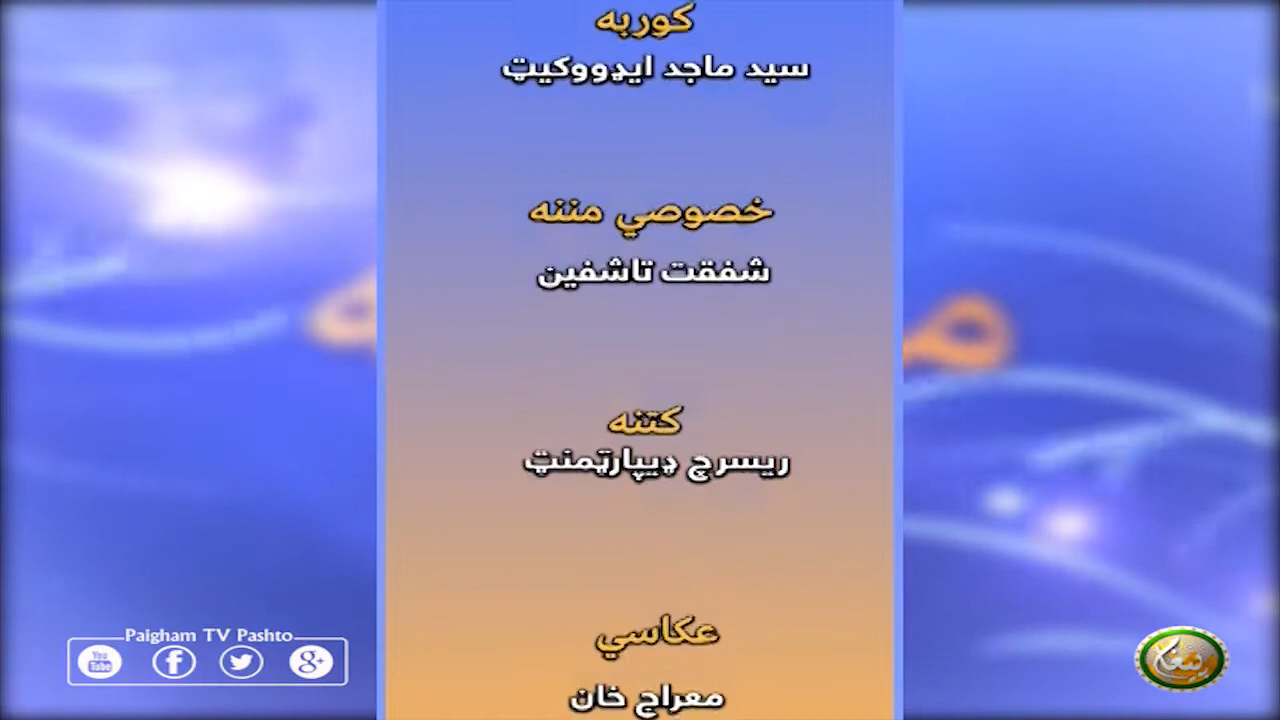 کوربه
سید ماجد ایډووکیټ
خصوصي مننه
شفقت تاشفین
کتنه
ریسرچ ډیپارټمنټ
عکاسي
معراج خان
Paigham TV Pashto
You Tube
f
g+
پیغام